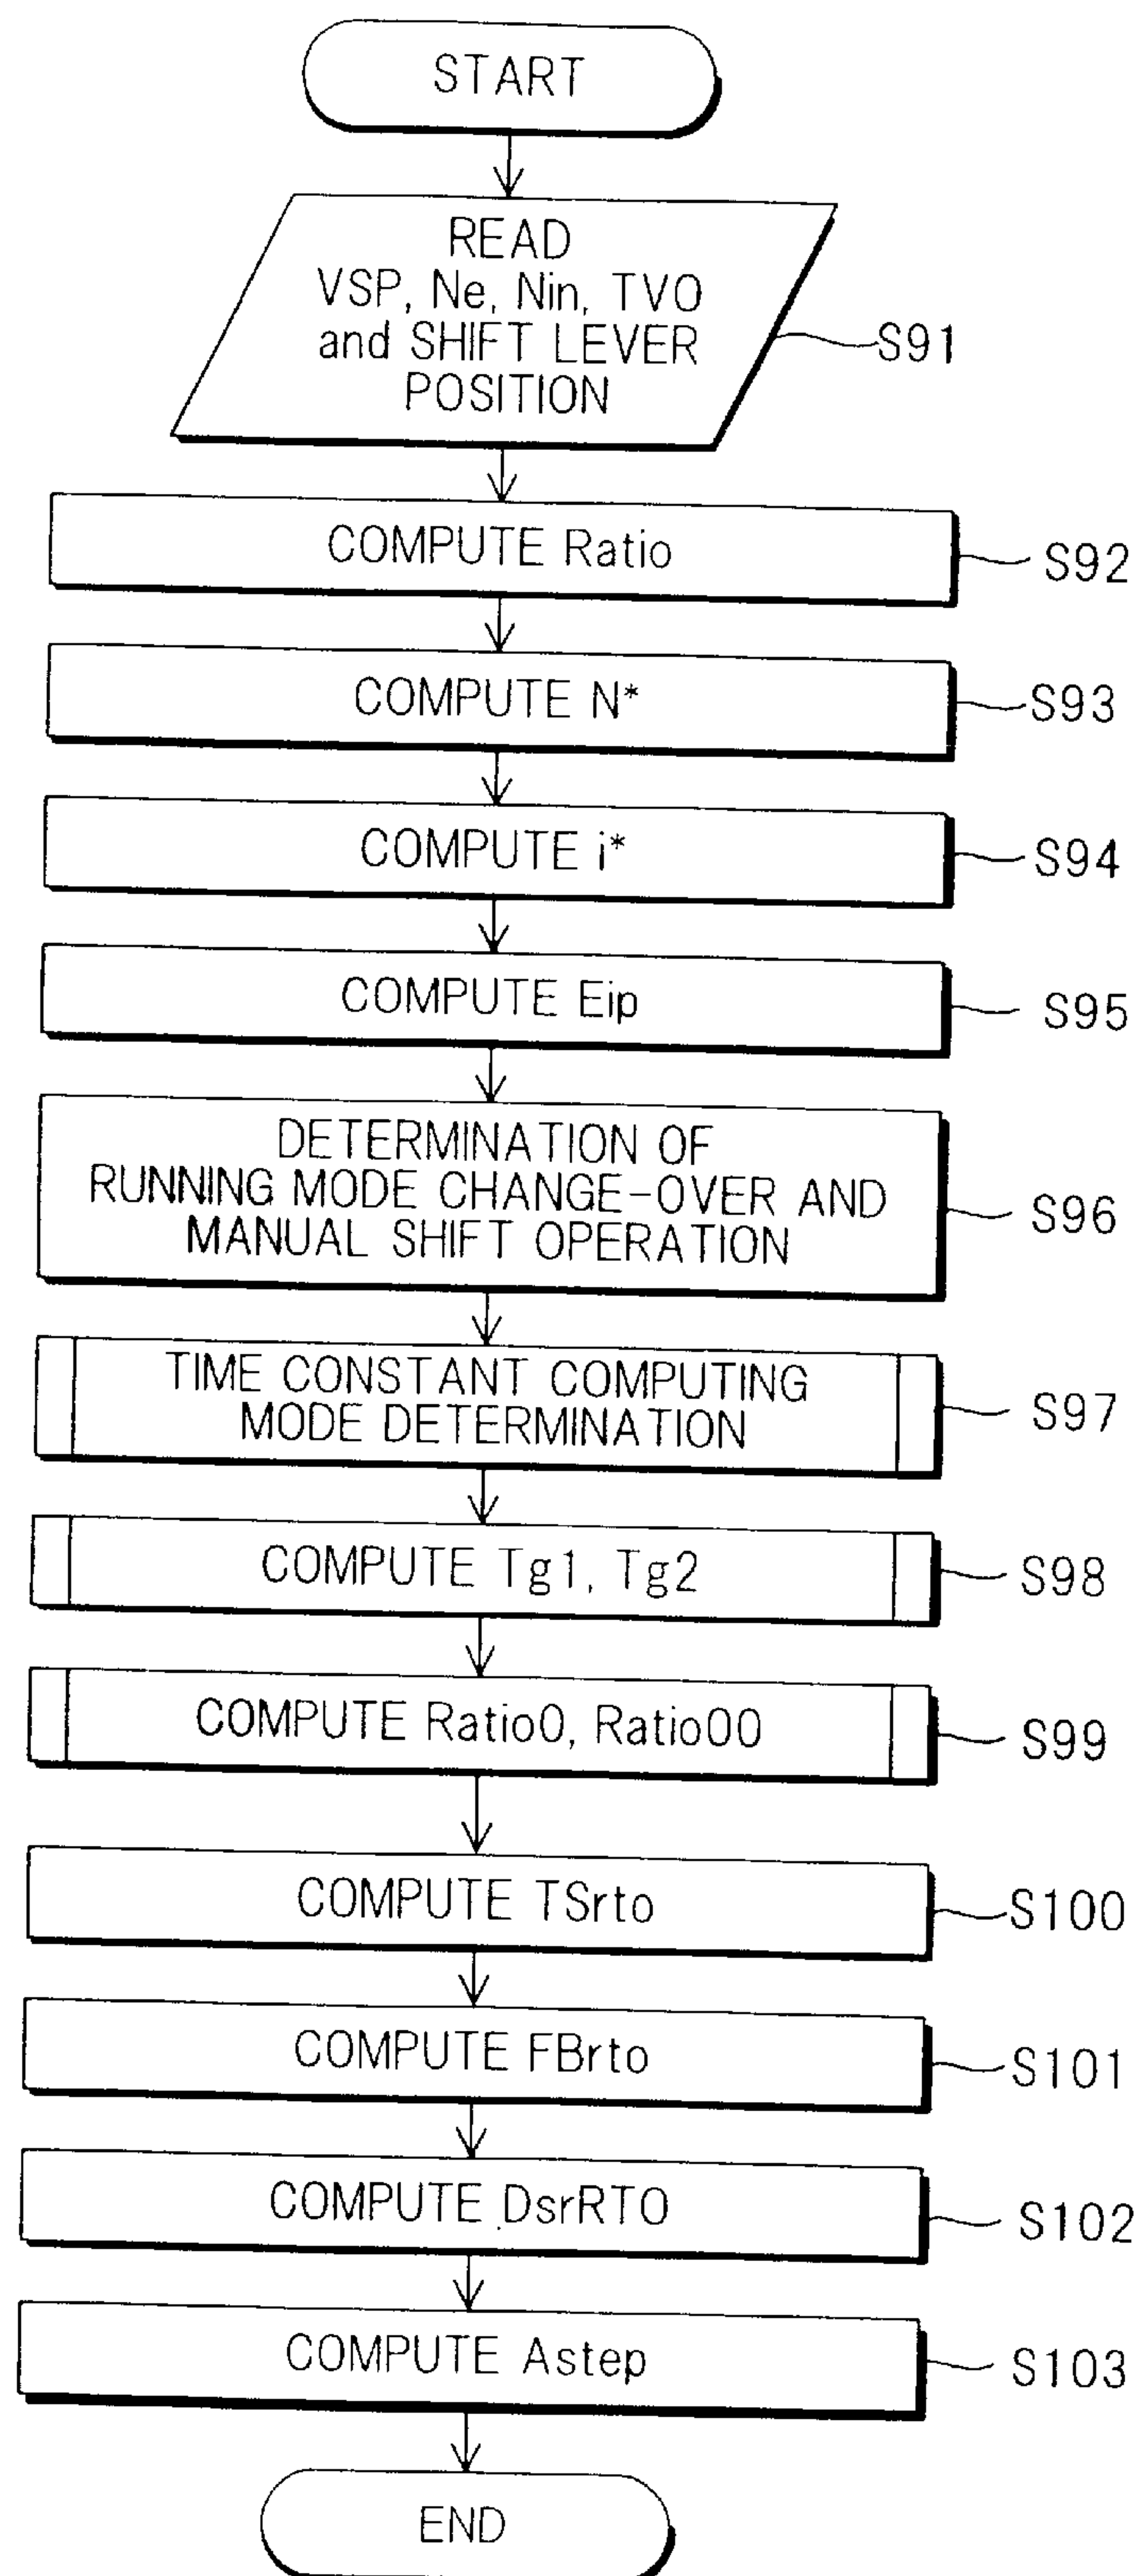 START
READ
VSP, Ne, Nin, TVO
and SHIFT LEVER
POSITION
S91
COMPUTE Ratio
S92
COMPUTE N*
S93
COMPUTE i*
S94
COMPUTE Eip
S95
DETERMINATION OF
RUNNING MODE CHANGE-OVER AND
MANUAL SHIFT OPERATION
S96
TIME CONSTANT COMPUTING
MODE DETERMINATION
S97
COMPUTE Tg1, Tg2
S98
COMPUTE Ratio0, Ratio00
S99
COMPUTE TSrto
S100
COMPUTE FBrto
S101
COMPUTE DsrRTO
S102
COMPUTE Astep
S103
END